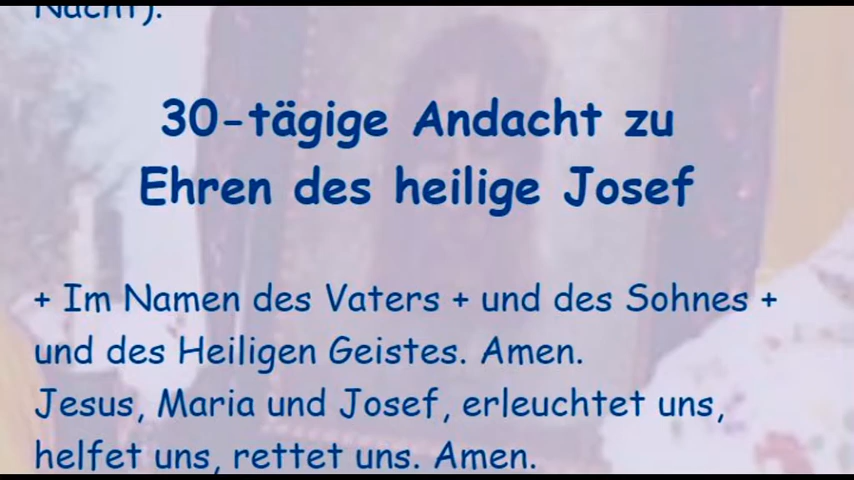 Nacht).
30-tägige Andacht zu
Ehren des heilige Josef
+ Im Namen des Vaters + und des Sohnes +
und des Heiligen Geistes. Amen.
Jesus, Maria und Josef, erleuchtet uns,
helfet uns, rettet uns. Amen.